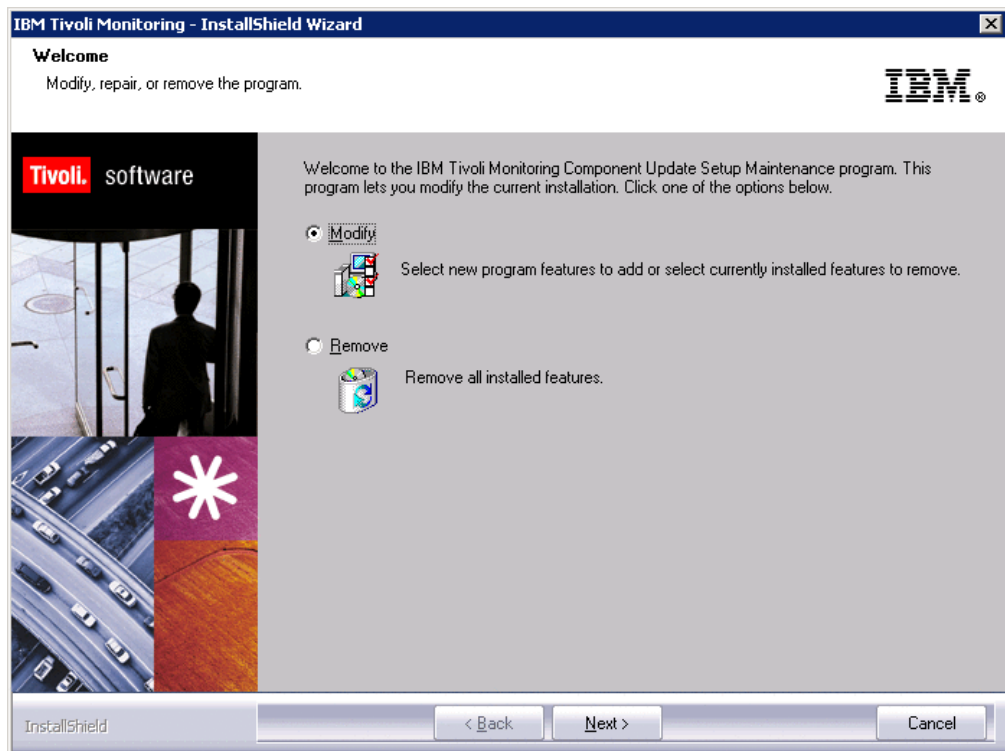 IBM Tivoli Monitoring - InstallShield Wizard
Welcome
Modify, repair, or remove the program.
IBM®
Tivoli. software
Welcome to the IBM Tivoli Monitoring Component Update Setup Maintenance program. This
program lets you modify the current installation. Click one of the options below.
Modify
Select new program features to add or select currently installed features to remove.
Remove
Remove all installed features.
InstallShield
< Back
Next >
Cancel